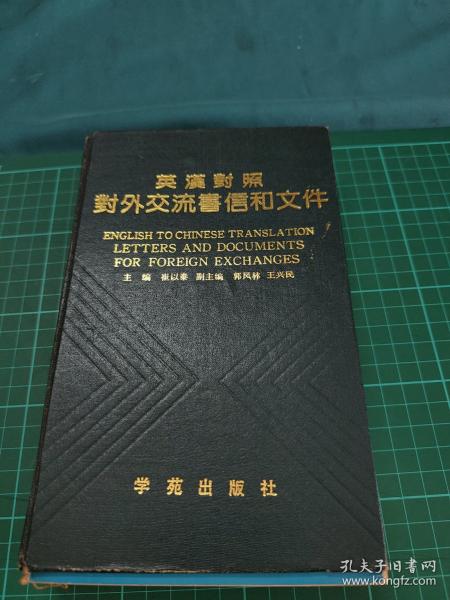 英漢對照
對外交流書信和文件
ENGLISH TO CHINESE TRANSLATION
LETTERS AND DOCUMENTS
FOR FOREIGN EXCHANGES
主 编 崔以泰 副主编 郭凤林 王兴民
学苑出版社
孔夫子旧书网
www.kongfz.com